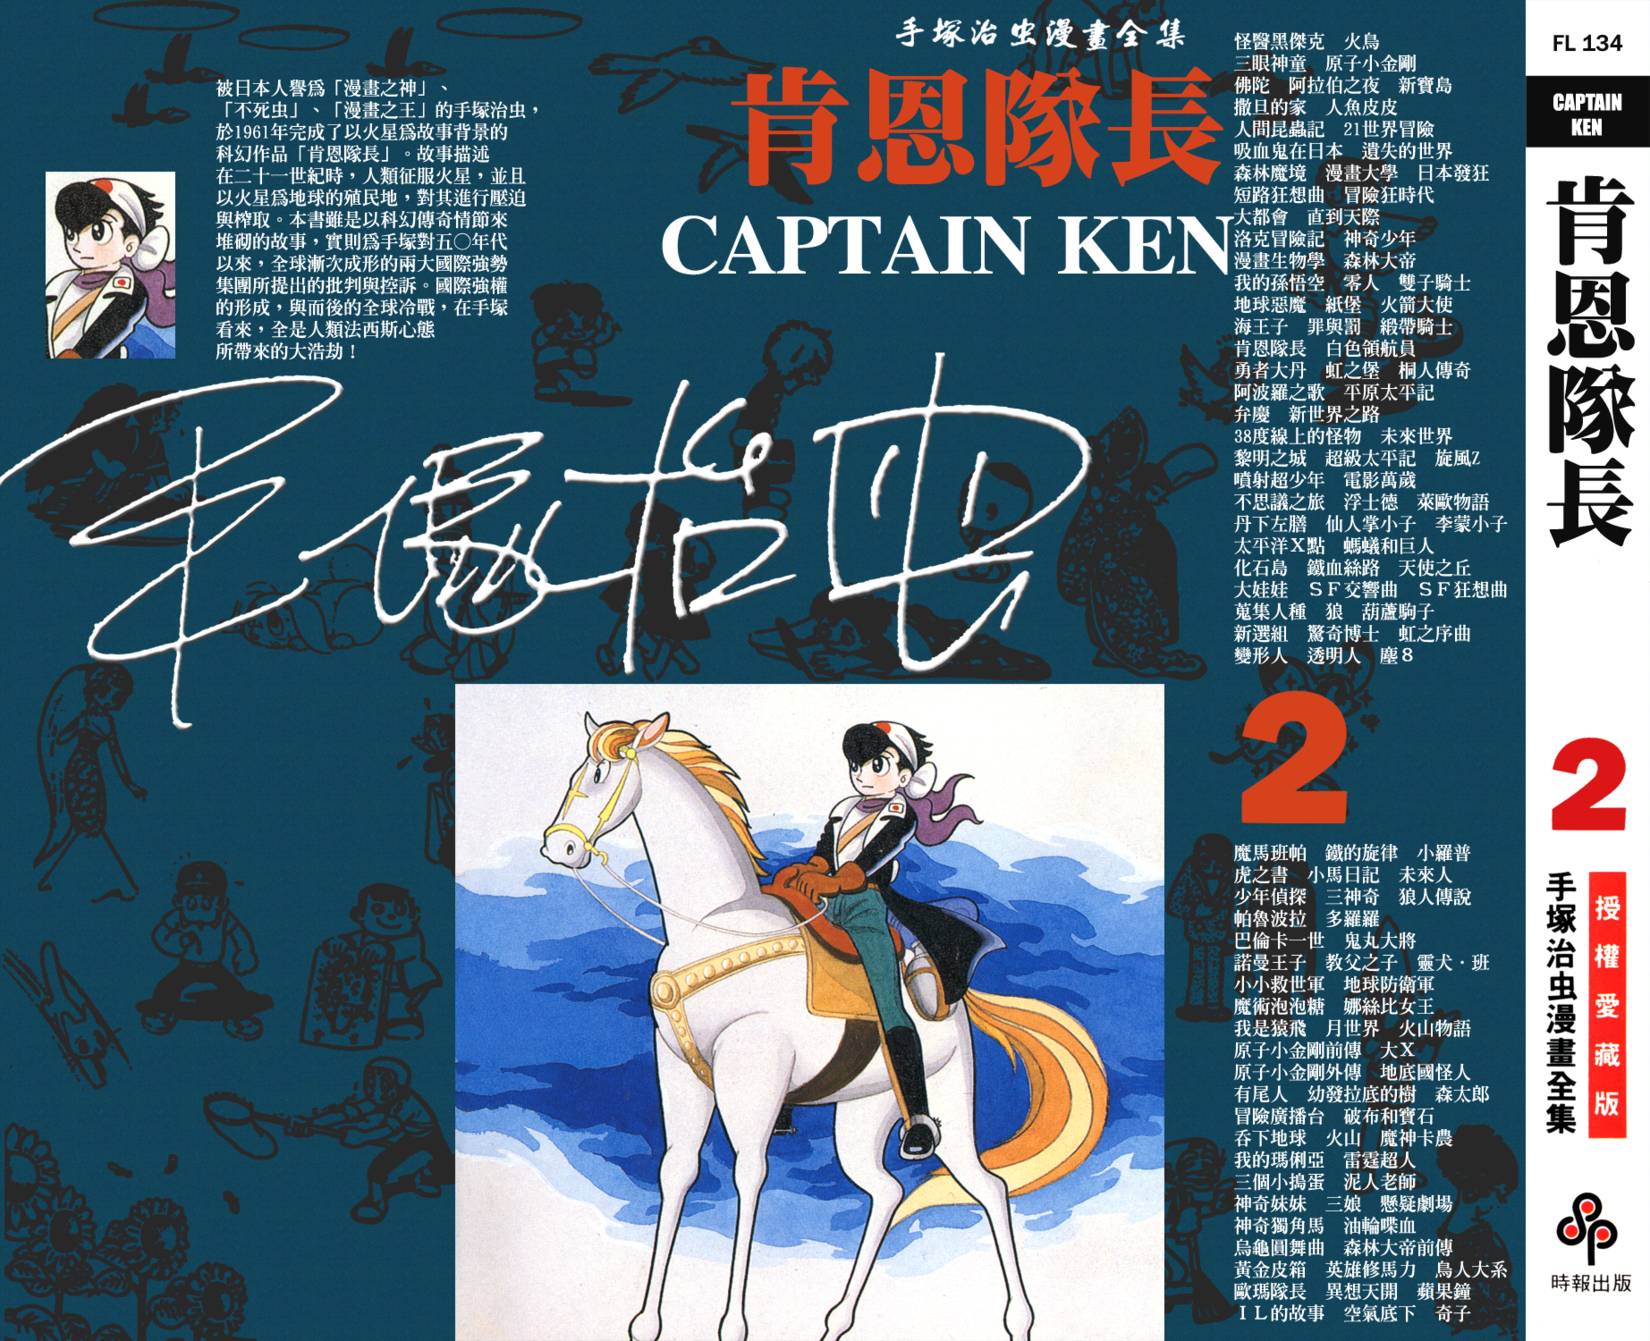 手塚治虫漫畫全集
肯恩隊長
CAPTAIN KEN
被日本人譽爲「漫畫之神」、
「不死虫」、「漫畫之王」的手塚治虫，
於1961年完成了以火星爲故事背景的
科幻作品「肯恩隊長」。故事描述
在二十一世紀時，人類征服火星，並且
以火星爲地球的殖民地，對其進行壓迫
與榨取。本書雖是以科幻傳奇情節來
堆砌的故事，實則爲手塚對五〇年代
以來，全球漸次成形的兩大國際強勢
集團所提出的批判與控訴。國際強權
的形成，與而後的全球冷戰，在手塚
看來，全是人類法西斯心態
所帶來的大浩劫！
手塚治虫
怪醫黑傑克　火鳥
三眼神童　原子小金剛
佛陀　阿拉伯之夜　新寶島
撒旦的家　人魚皮皮
人間昆蟲記　21世界冒險
吸血鬼在日本　遺失的世界
森林魔境　漫畫大學　日本發狂
短路狂想曲　冒險狂時代
大都會　直到天際
洛克冒險記　神奇少年
漫畫生物學　森林大帝
我的孫悟空　零人　雙子騎士
地球惡魔　紙堡　火箭大使
海王子　罪與罰　緞帶騎士
肯恩隊長　白色領航員
勇者大丹　虹之堡　桐人傳奇
阿波羅之歌　平原太平記
弁慶　新世界之路
38度線上的怪物　未來世界
黎明之城　超級太平記　旋風Z
噴射超少年　電影萬歲
不思議之旅　浮士德　萊歐物語
丹下左膳　仙人掌小子　李蒙小子
太平洋Ｘ點　螞蟻和巨人
化石島　鐵血絲路　天使之丘
大娃娃　ＳＦ交響曲　ＳＦ狂想曲
蒐集人種　狼　葫蘆駒子
新選組　驚奇博士　虹之序曲
變形人　透明人　塵８
2
魔馬班帕　鐵的旋律　小羅普
虎之書　小馬日記　未來人
少年偵探　三神奇　狼人傳說
帕魯波拉　多羅羅
巴倫卡一世　鬼丸大將
諾曼王子　教父之子　靈犬・班
小小救世軍　地球防衛軍
魔術泡泡糖　娜絲比女王
我是猿飛　月世界　火山物語
原子小金剛前傳　大Ｘ
原子小金剛外傳　地底國怪人
有尾人　幼發拉底的樹　森太郎
冒險廣播台　破布和寶石
吞下地球　火山　魔神卡農
我的瑪俐亞　雷霆超人
三個小搗蛋　泥人老師
神奇妹妹　三娘　懸疑劇場
神奇獨角馬　油輪喋血
烏龜圓舞曲　森林大帝前傳
黃金皮箱　英雄修馬力　鳥人大系
歐瑪隊長　異想天開　蘋果鐘
ＩＬ的故事　空氣底下　奇子
FL 134
CAPTAIN
KEN
肯恩隊長
2
授權愛藏版
手塚治虫漫畫全集
時報出版